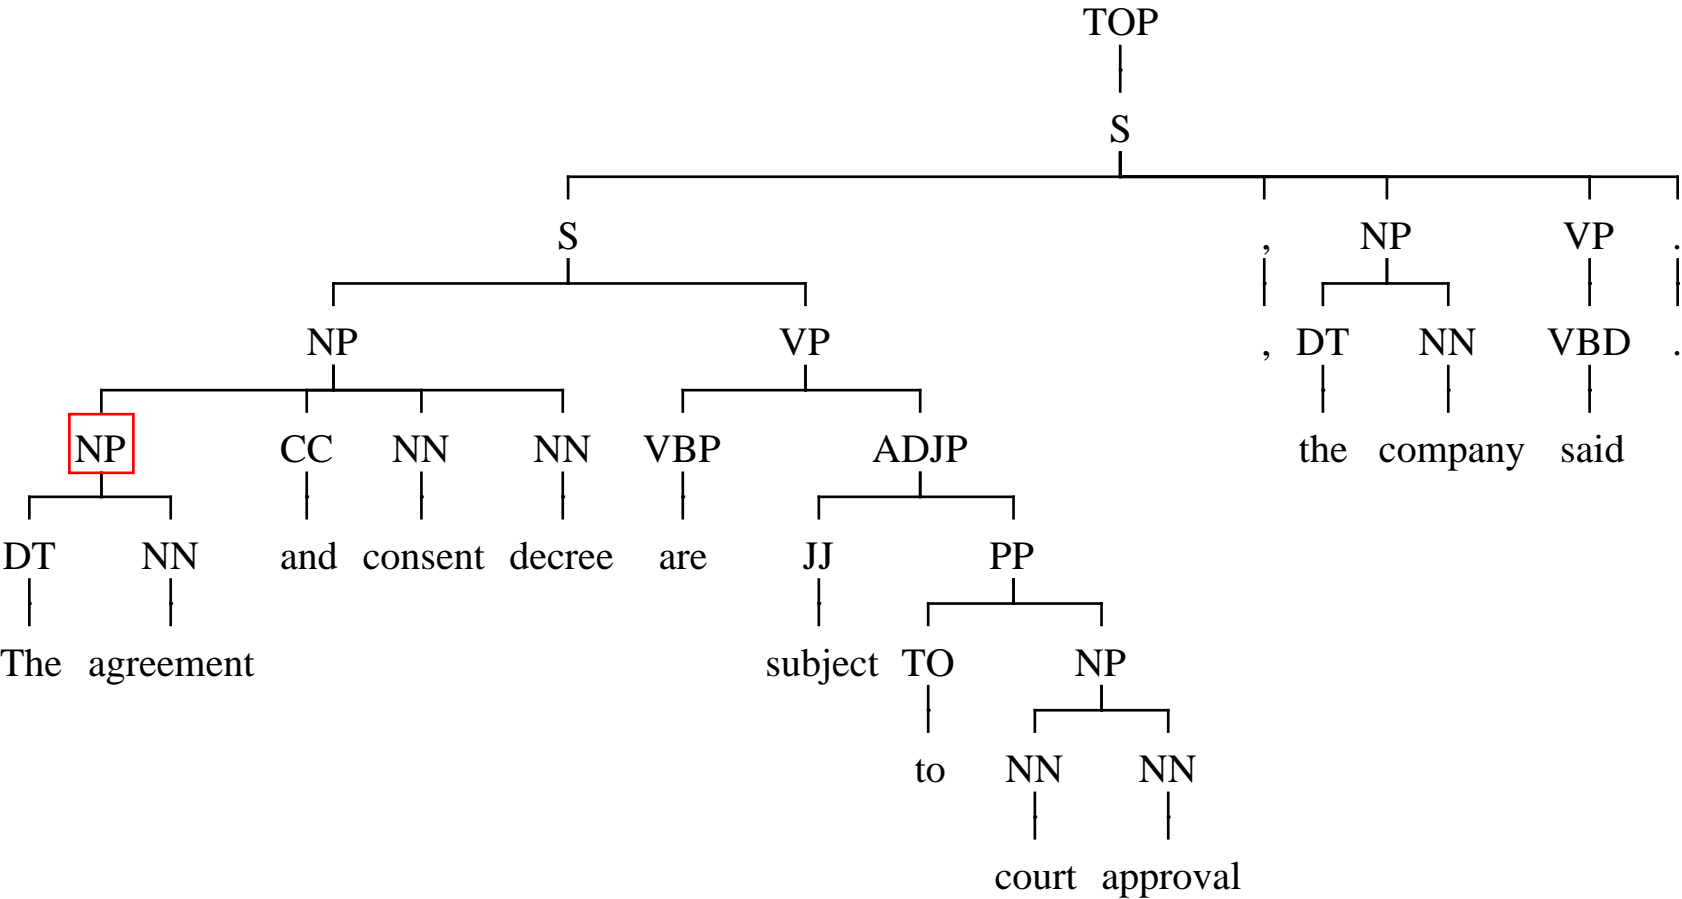 TOP
S
S , NP VP .
NP VP , DT NN VBD .
NP CC NN NN VBP ADJP the company said
DT NN and consent decree are JJ PP
The agreement subject TO NP
to NN NN
court approval